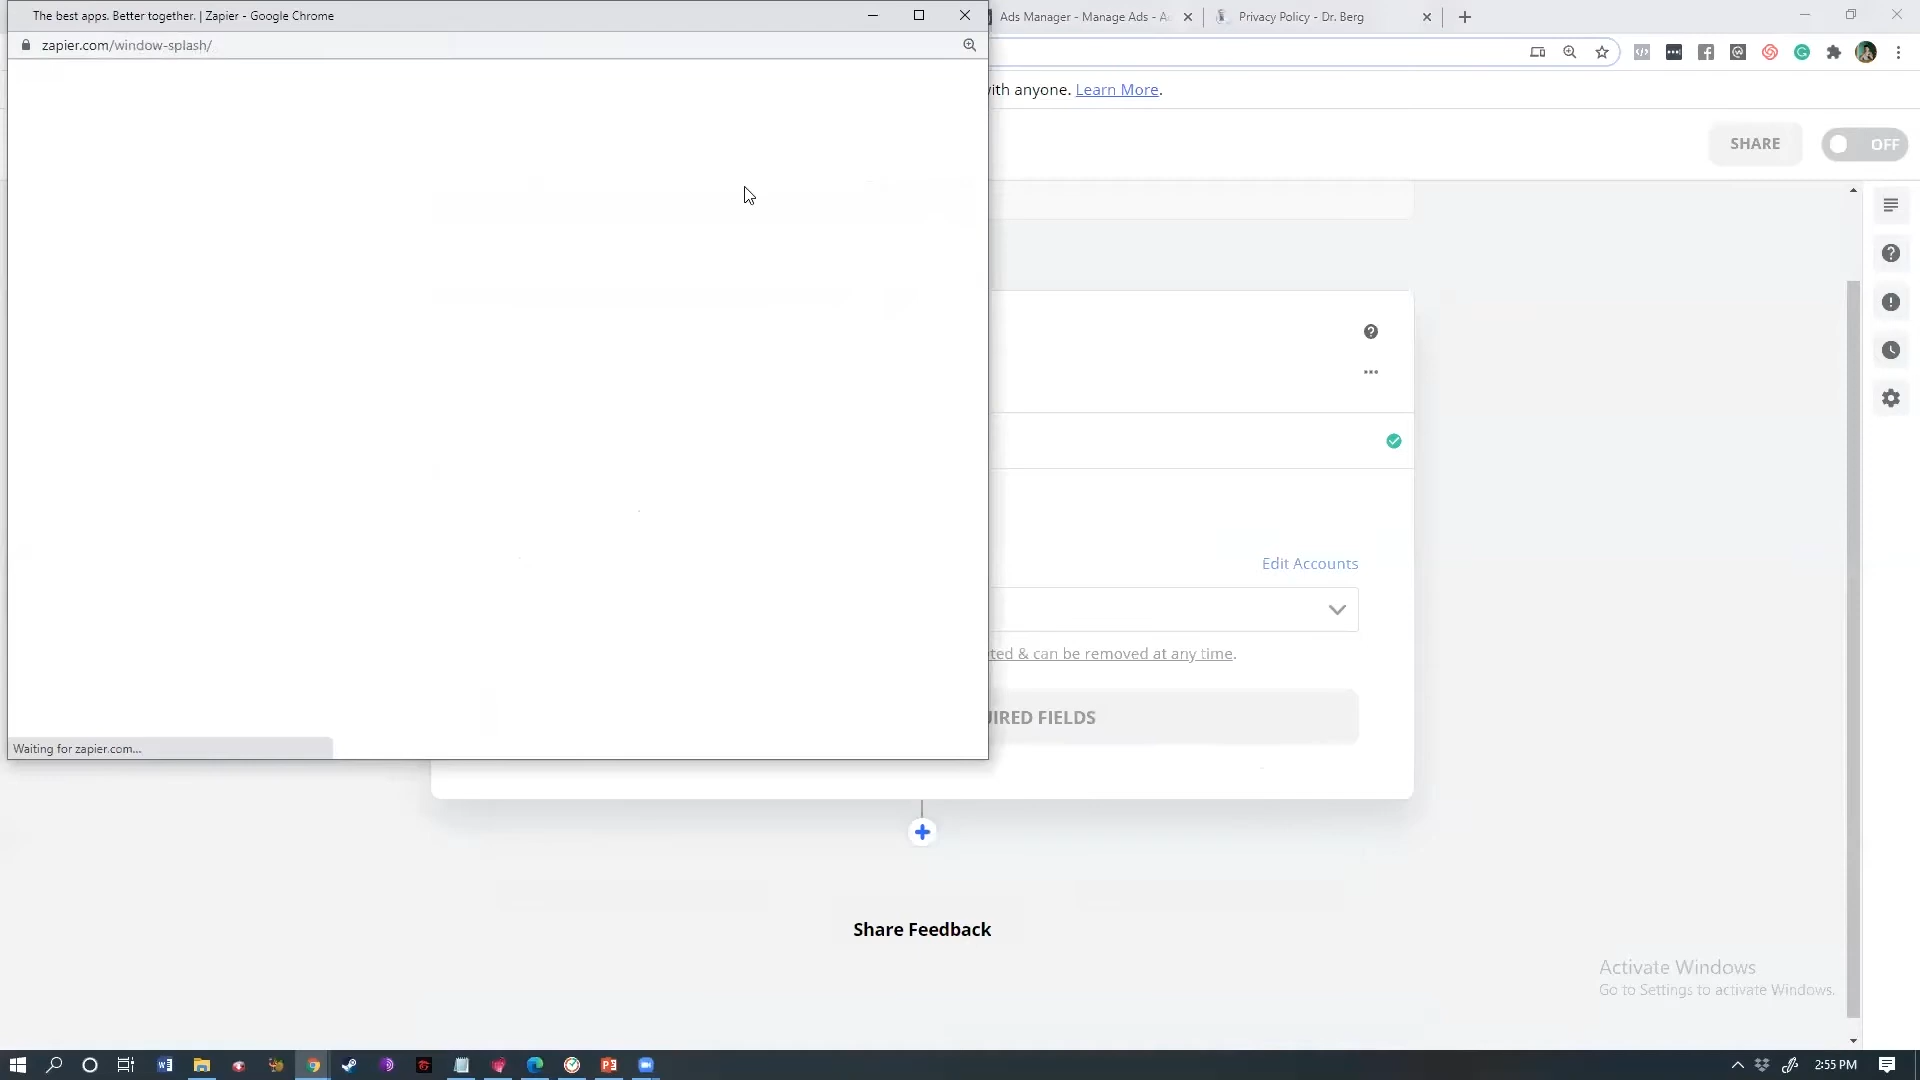 The best apps. Better together. | Zapier - Google Chrome
Ads Manager - Manage Ads - A
Privacy Policy - Dr. Berg
zapier.com/window-splash/
with anyone. Learn More.
SHARE
OFF
Edit Accounts
ted & can be removed at any time.
UIRED FIELDS
Waiting for zapier.com...
Share Feedback
Activate Windows
Go to Settings to activate Windows.
2:55 PM